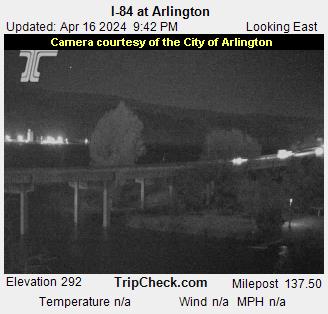 I-84 at Arlington
Updated: Apr 16 2024 9:42 PM Looking East
Camera courtesy of the City of Arlington
Elevation 292 TripCheck.com Milepost 137.50
Temperature n/a Wind n/a MPH n/a